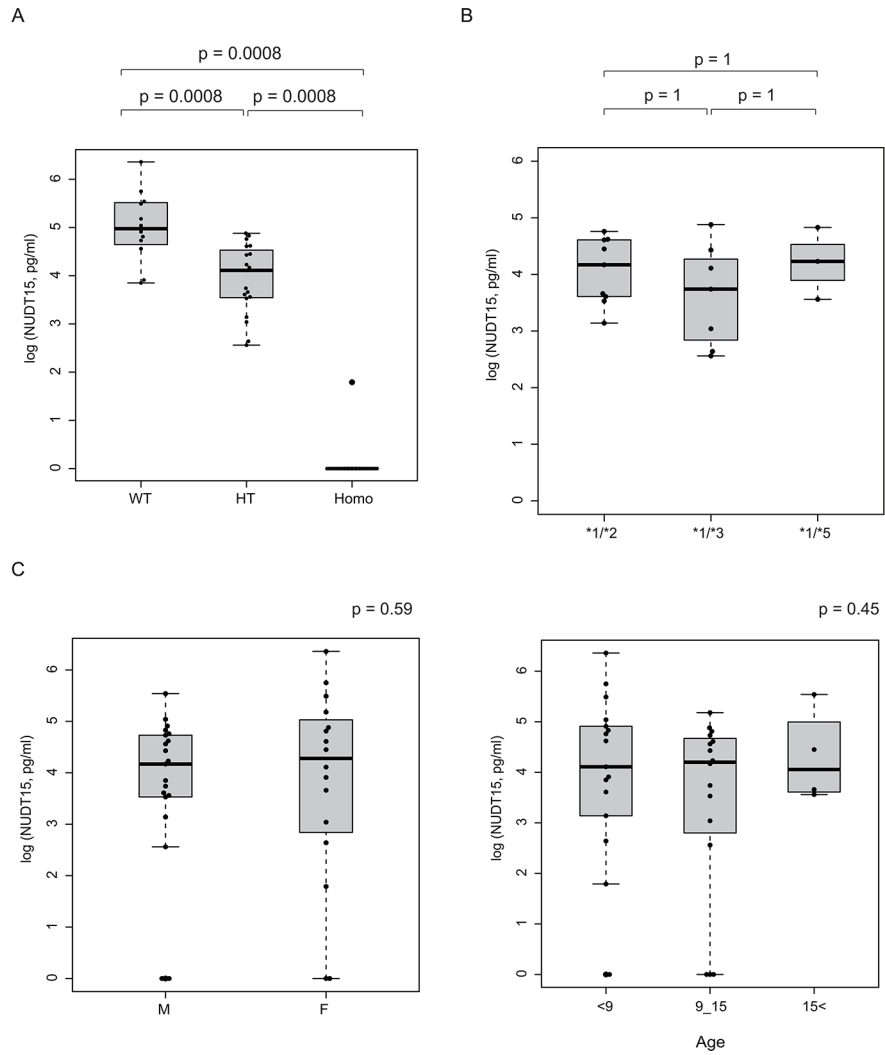 A
p = 0.0008
p = 0.0008 p = 0.0008
log (NUDT15, pg/ml)
6
5
4
3
2
1
0
WT HT Homo
B
p = 1
p = 1 p = 1
log (NUDT15, pg/ml)
6
5
4
3
2
1
0
*1/*2 *1/*3 *1/*5
C
p = 0.59
log (NUDT15, pg/ml)
6
5
4
3
2
1
0
M F
p = 0.45
log (NUDT15, pg/ml)
6
5
4
3
2
1
0
<9 9_15 15<
Age